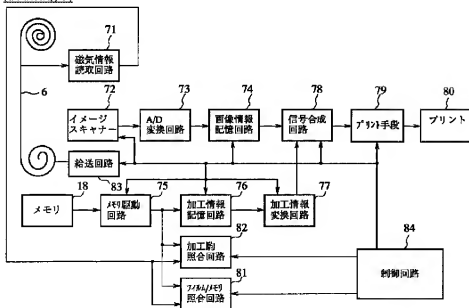 71
磁気情報
読取回路
6
72
73
74
78
79
80
イメージ
スキャナー
A/D
変換回路
画像情報
記憶回路
信号合成
回路
プリント手段
プリント
給送回路
83
18
75
76
77
メモリ
メモリ駆動
回路
加工情報
記憶回路
加工情報
変換回路
82
加工駒
照合回路
84
制御回路
81
フィルム/メモリ
照合回路